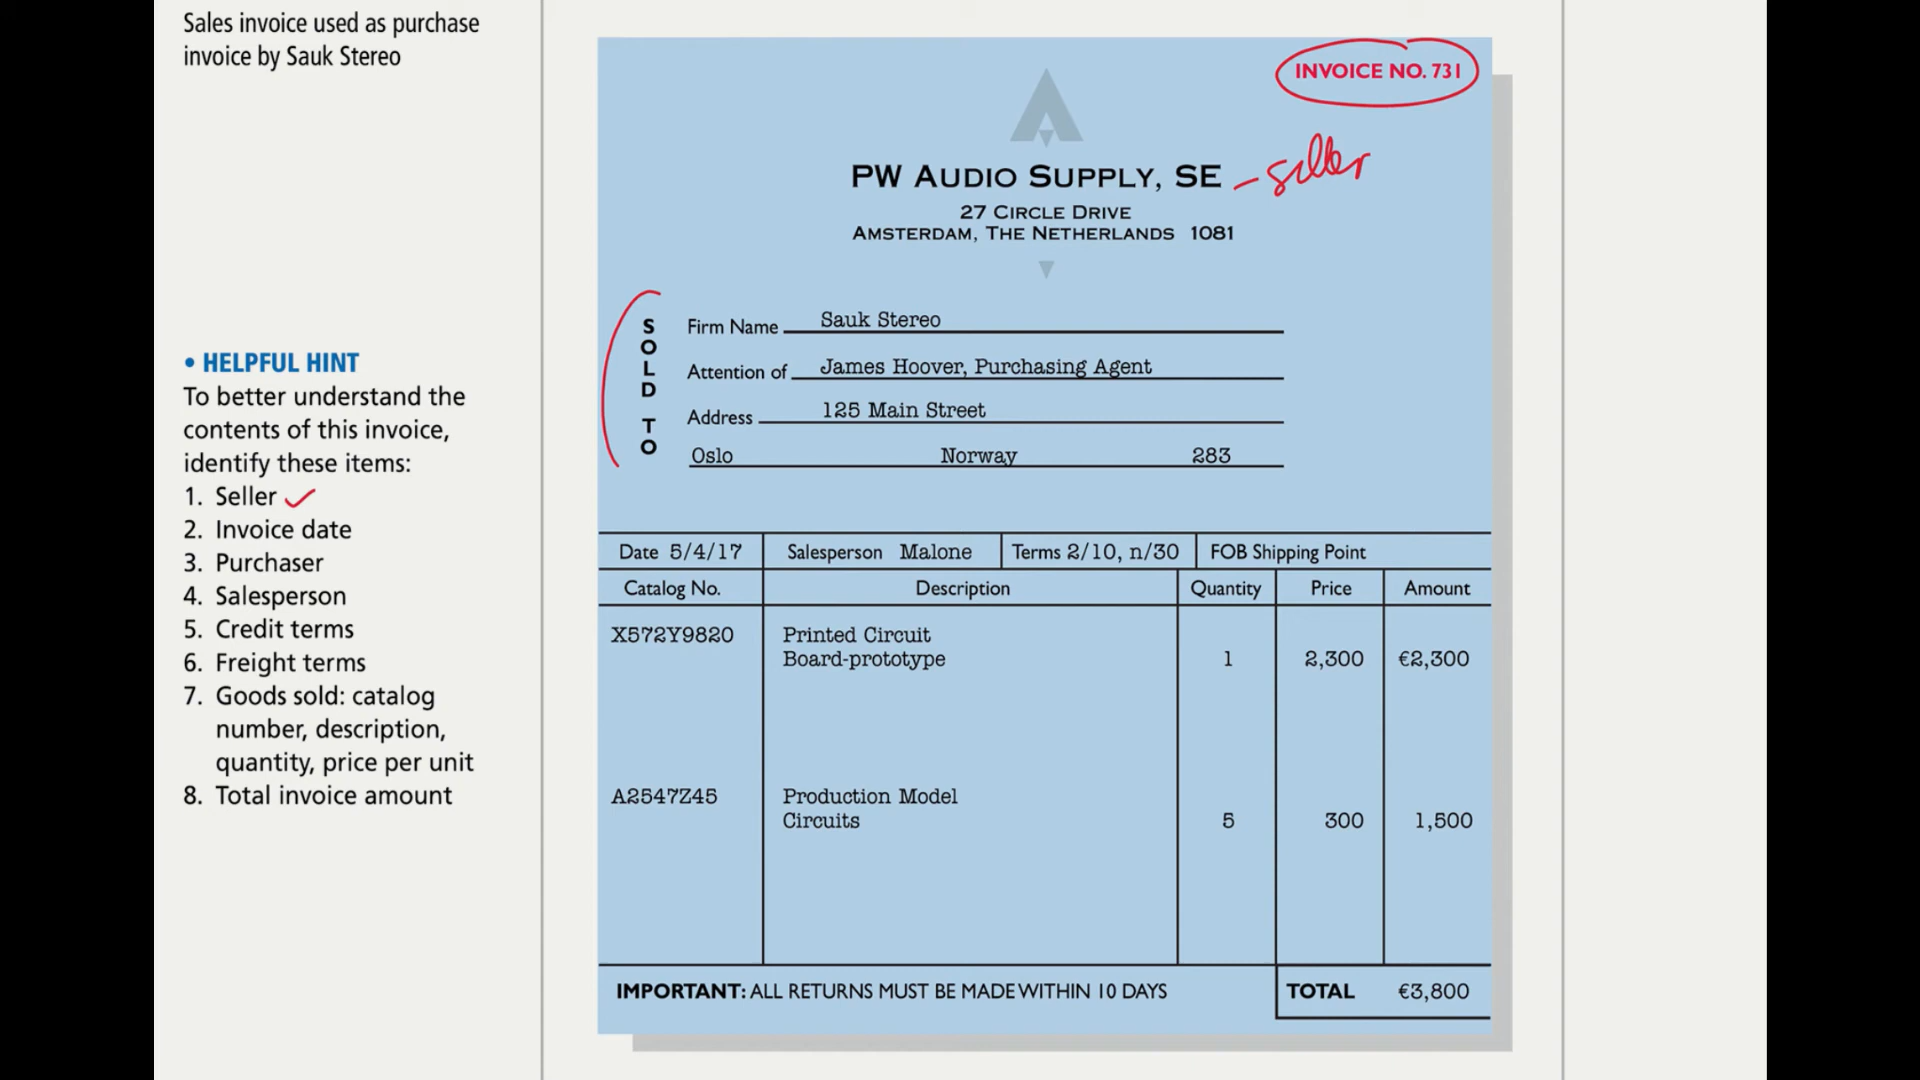 Sales invoice used as purchase
invoice by Sauk Stereo
• HELPFUL HINT
To better understand the
contents of this invoice,
identify these items:
1. Seller
2. Invoice date
3. Purchaser
4. Salesperson
5. Credit terms
6. Freight terms
7. Goods sold: catalog
number, description,
quantity, price per unit
8. Total invoice amount
INVOICE NO. 731
PW AUDIO SUPPLY, SE – seller
27 CIRCLE DRIVE
AMSTERDAM, THE NETHERLANDS 1081
SOLD TO
Firm Name Sauk Stereo
Attention of James Hoover, Purchasing Agent
Address 125 Main Street
Oslo Norway 283
Date 5/4/17 Salesperson Malone Terms 2/10, n/30 FOB Shipping Point
Catalog No. Description Quantity Price Amount
X572Y9820 Printed Circuit
Board-prototype 1 2,300 €2,300
A2547Z45 Production Model
Circuits 5 300 1,500
IMPORTANT: ALL RETURNS MUST BE MADE WITHIN 10 DAYS TOTAL €3,800